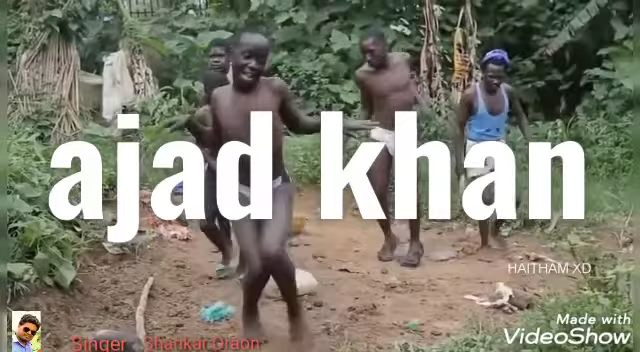 ajad khan
HAITHAM XD
Made with
VideoShow
Singer Shankar Oraon